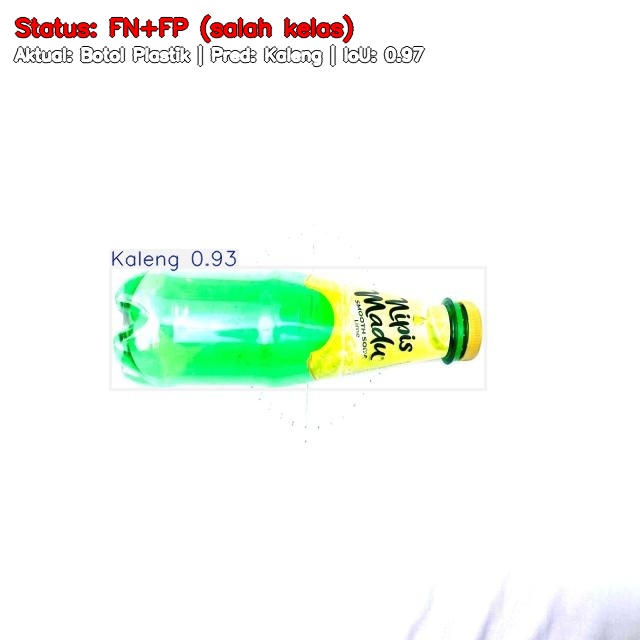 Status: FN+FP (salah kelas)
Aktual: Botol Plastik | Pred: Kaleng | IoU: 0.97
Kaleng 0.93
Nipis
Madu
SMOOTH SODA
Lime